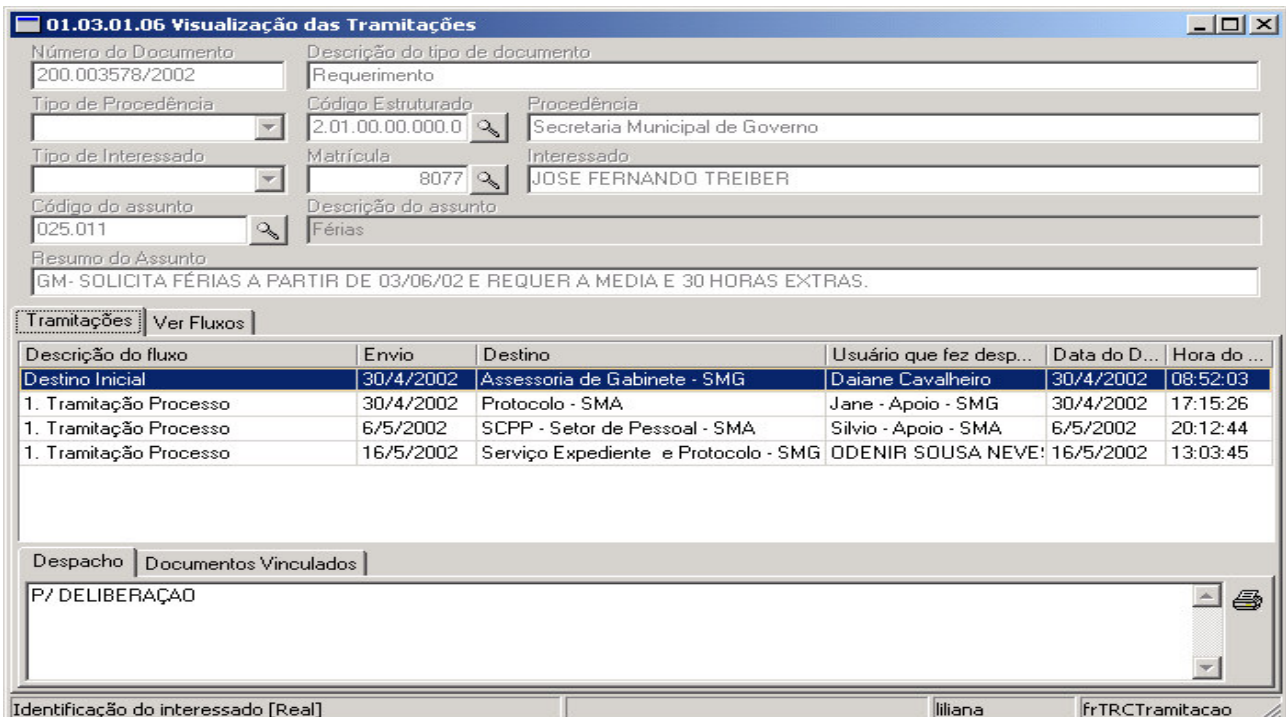 01.03.01.06 Visualização das Tramitações
Número do Documento Descrição do tipo de documento
200.003578/2002 Requerimento
Tipo de Procedência Código Estruturado Procedência
2.01.00.00.000.0 Secretaria Municipal de Governo
Tipo de Interessado Matrícula Interessado
8077 JOSE FERNANDO TREIBER
Código do assunto Descrição do assunto
025.011 Férias
Resumo do Assunto
GM- SOLICITA FÉRIAS A PARTIR DE 03/06/02 E REQUER A MEDIA E 30 HORAS EXTRAS.
Tramitações Ver Fluxos
Descrição do fluxo Envio Destino Usuário que fez desp... Data do D... Hora do ...
Destino Inicial 30/4/2002 Assessoria de Gabinete - SMG Daiane Cavalheiro 30/4/2002 08:52:03
1. Tramitação Processo 30/4/2002 Protocolo - SMA Jane - Apoio - SMG 30/4/2002 17:15:26
1. Tramitação Processo 6/5/2002 SCPP - Setor de Pessoal - SMA Silvio - Apoio - SMA 6/5/2002 20:12:44
1. Tramitação Processo 16/5/2002 Serviço Expediente e Protocolo - SMG ODENIR SOUSA NEVES 16/5/2002 13:03:45
Despacho Documentos Vinculados
P/ DELIBERAÇAO
Identificação do interessado [Real] liliana frTRCTramitacao